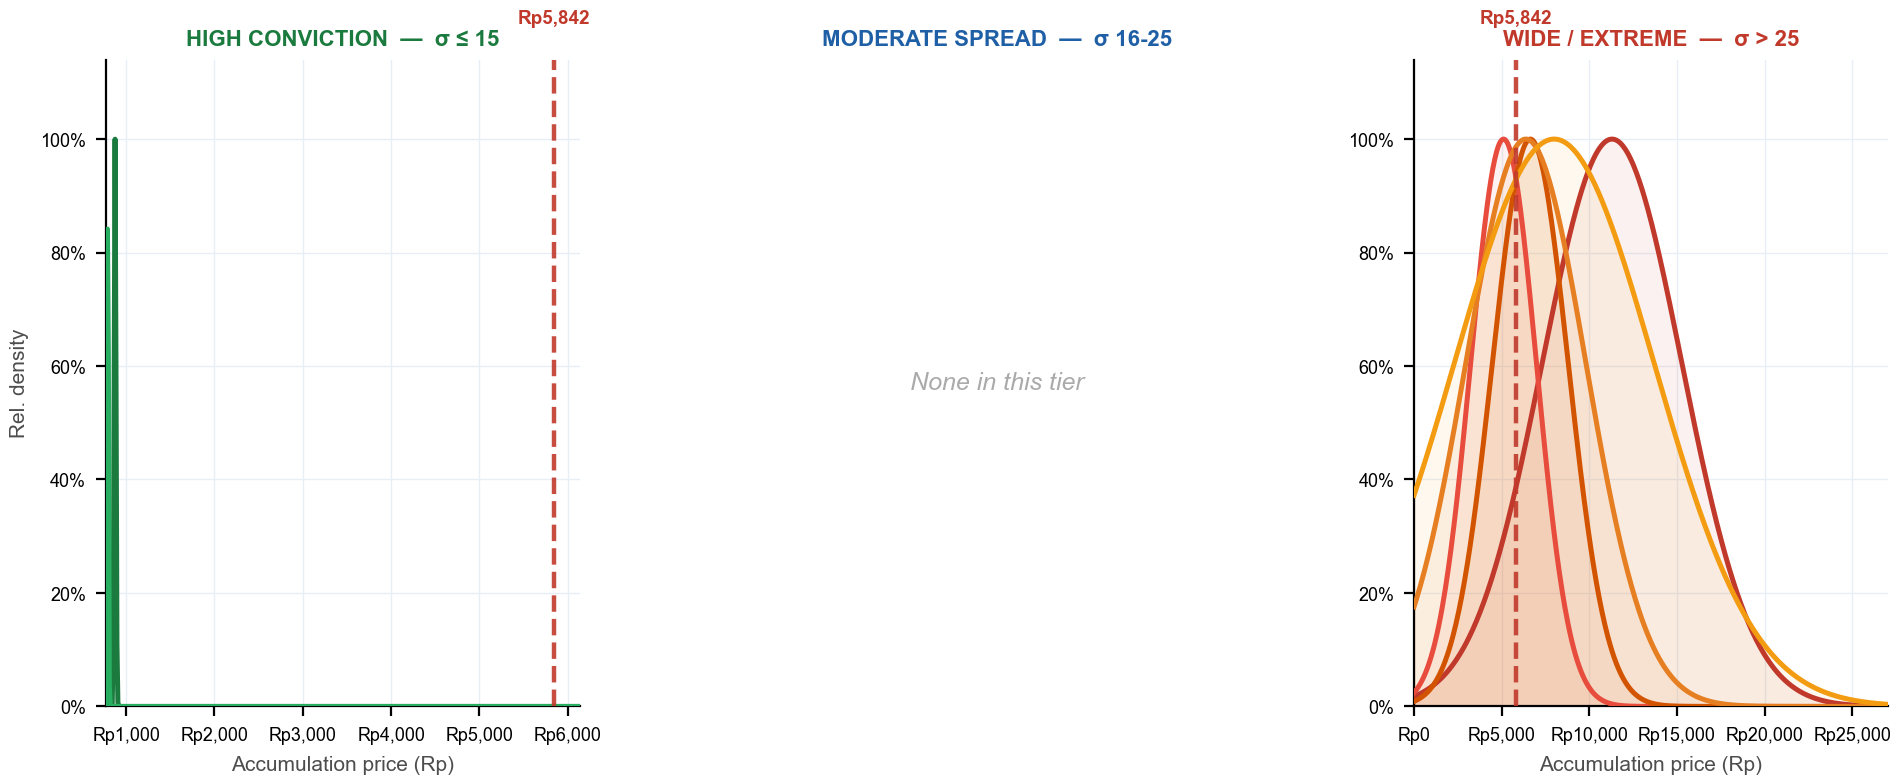 Rp5,842
HIGH CONVICTION — σ ≤ 15
Rel. density
100%
80%
60%
40%
20%
0%
Rp1,000 Rp2,000 Rp3,000 Rp4,000 Rp5,000 Rp6,000
Accumulation price (Rp)
MODERATE SPREAD — σ 16-25
None in this tier
Rp5,842
WIDE / EXTREME — σ > 25
100%
80%
60%
40%
20%
0%
Rp0 Rp5,000 Rp10,000 Rp15,000 Rp20,000 Rp25,000
Accumulation price (Rp)